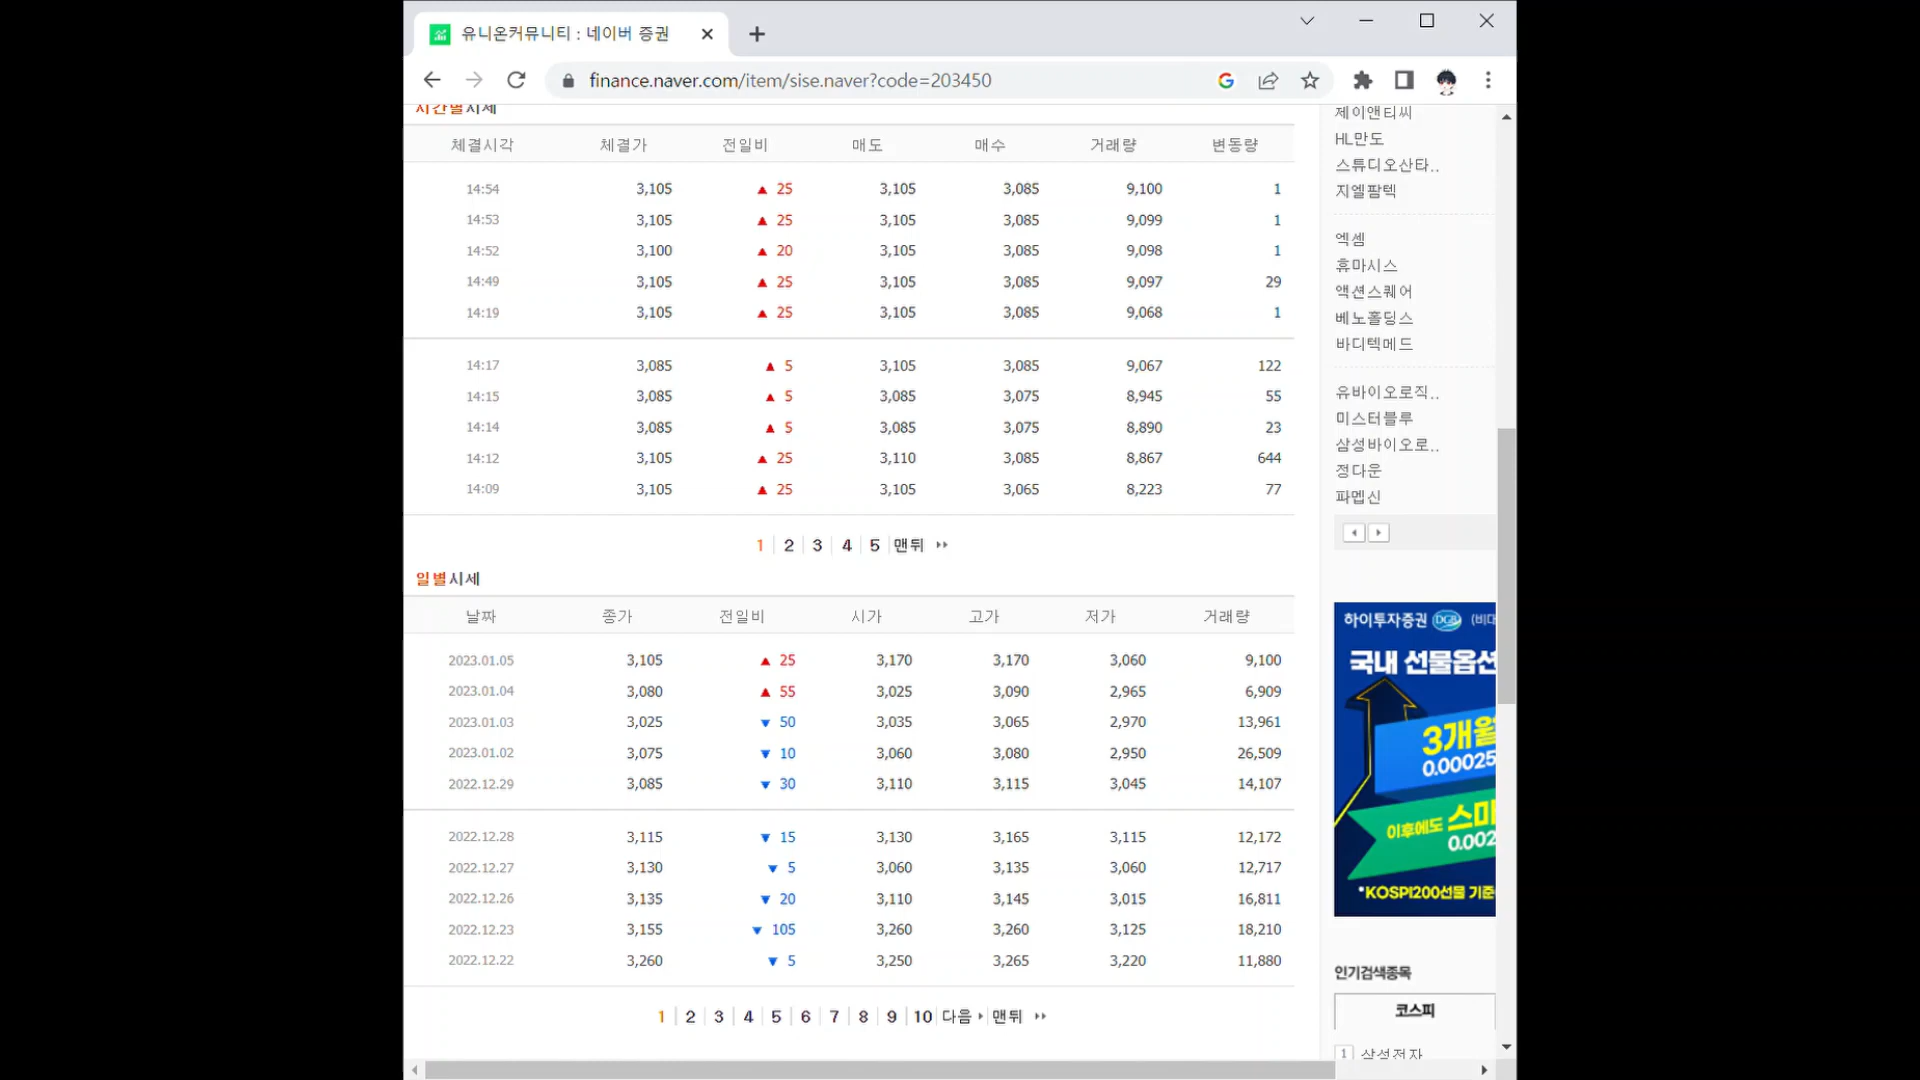 유니온커뮤니티 : 네이버 증권
finance.naver.com/item/sise.naver?code=203450
시간별시세
체결시각 체결가 전일비 매도 매수 거래량 변동량
14:54 3,105 ▲ 25 3,105 3,085 9,100 1
14:53 3,105 ▲ 25 3,105 3,085 9,099 1
14:52 3,100 ▲ 20 3,105 3,085 9,098 1
14:49 3,105 ▲ 25 3,105 3,085 9,097 29
14:19 3,105 ▲ 25 3,105 3,085 9,068 1
14:17 3,085 ▲ 5 3,105 3,085 9,067 122
14:15 3,085 ▲ 5 3,085 3,075 8,945 55
14:14 3,085 ▲ 5 3,085 3,075 8,890 23
14:12 3,105 ▲ 25 3,110 3,085 8,867 644
14:09 3,105 ▲ 25 3,105 3,065 8,223 77
1 2 3 4 5 맨뒤
일별시세
날짜 종가 전일비 시가 고가 저가 거래량
2023.01.05 3,105 ▲ 25 3,170 3,170 3,060 9,100
2023.01.04 3,080 ▲ 55 3,025 3,090 2,965 6,909
2023.01.03 3,025 ▼ 50 3,035 3,065 2,970 13,961
2023.01.02 3,075 ▼ 10 3,060 3,080 2,950 26,509
2022.12.29 3,085 ▼ 30 3,110 3,115 3,045 14,107
2022.12.28 3,115 ▼ 15 3,130 3,165 3,115 12,172
2022.12.27 3,130 ▼ 5 3,060 3,135 3,060 12,717
2022.12.26 3,135 ▼ 20 3,110 3,145 3,015 16,811
2022.12.23 3,155 ▼ 105 3,260 3,260 3,125 18,210
2022.12.22 3,260 ▼ 5 3,250 3,265 3,220 11,880
1 2 3 4 5 6 7 8 9 10 다음 맨뒤
제이앤티씨
HL만도
스튜디오산타..
지엘팜텍
엑셈
휴마시스
액션스퀘어
베노홀딩스
바디텍메드
유바이오로직..
미스터블루
삼성바이오로..
정다운
파멥신
하이투자증권 DGB (비대
국내 선물옵션
3개월
0.00025
이후에도 스마
0.002
*KOSPI200선물 기준
인기검색종목
코스피
1 삼성전자